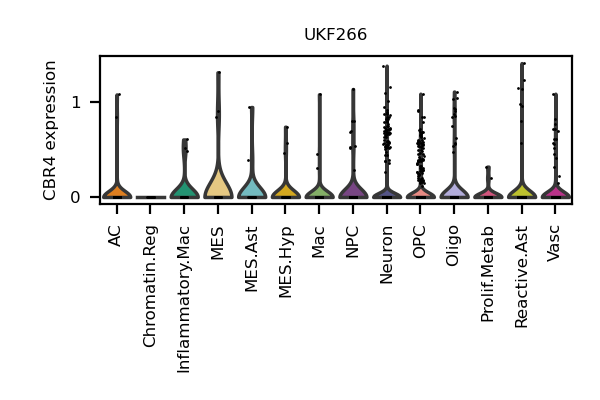 UKF266
CBR4 expression
1
0
AC
Chromatin.Reg
Inflammatory.Mac
MES
MES.Ast
MES.Hyp
Mac
NPC
Neuron
OPC
Oligo
Prolif.Metab
Reactive.Ast
Vasc